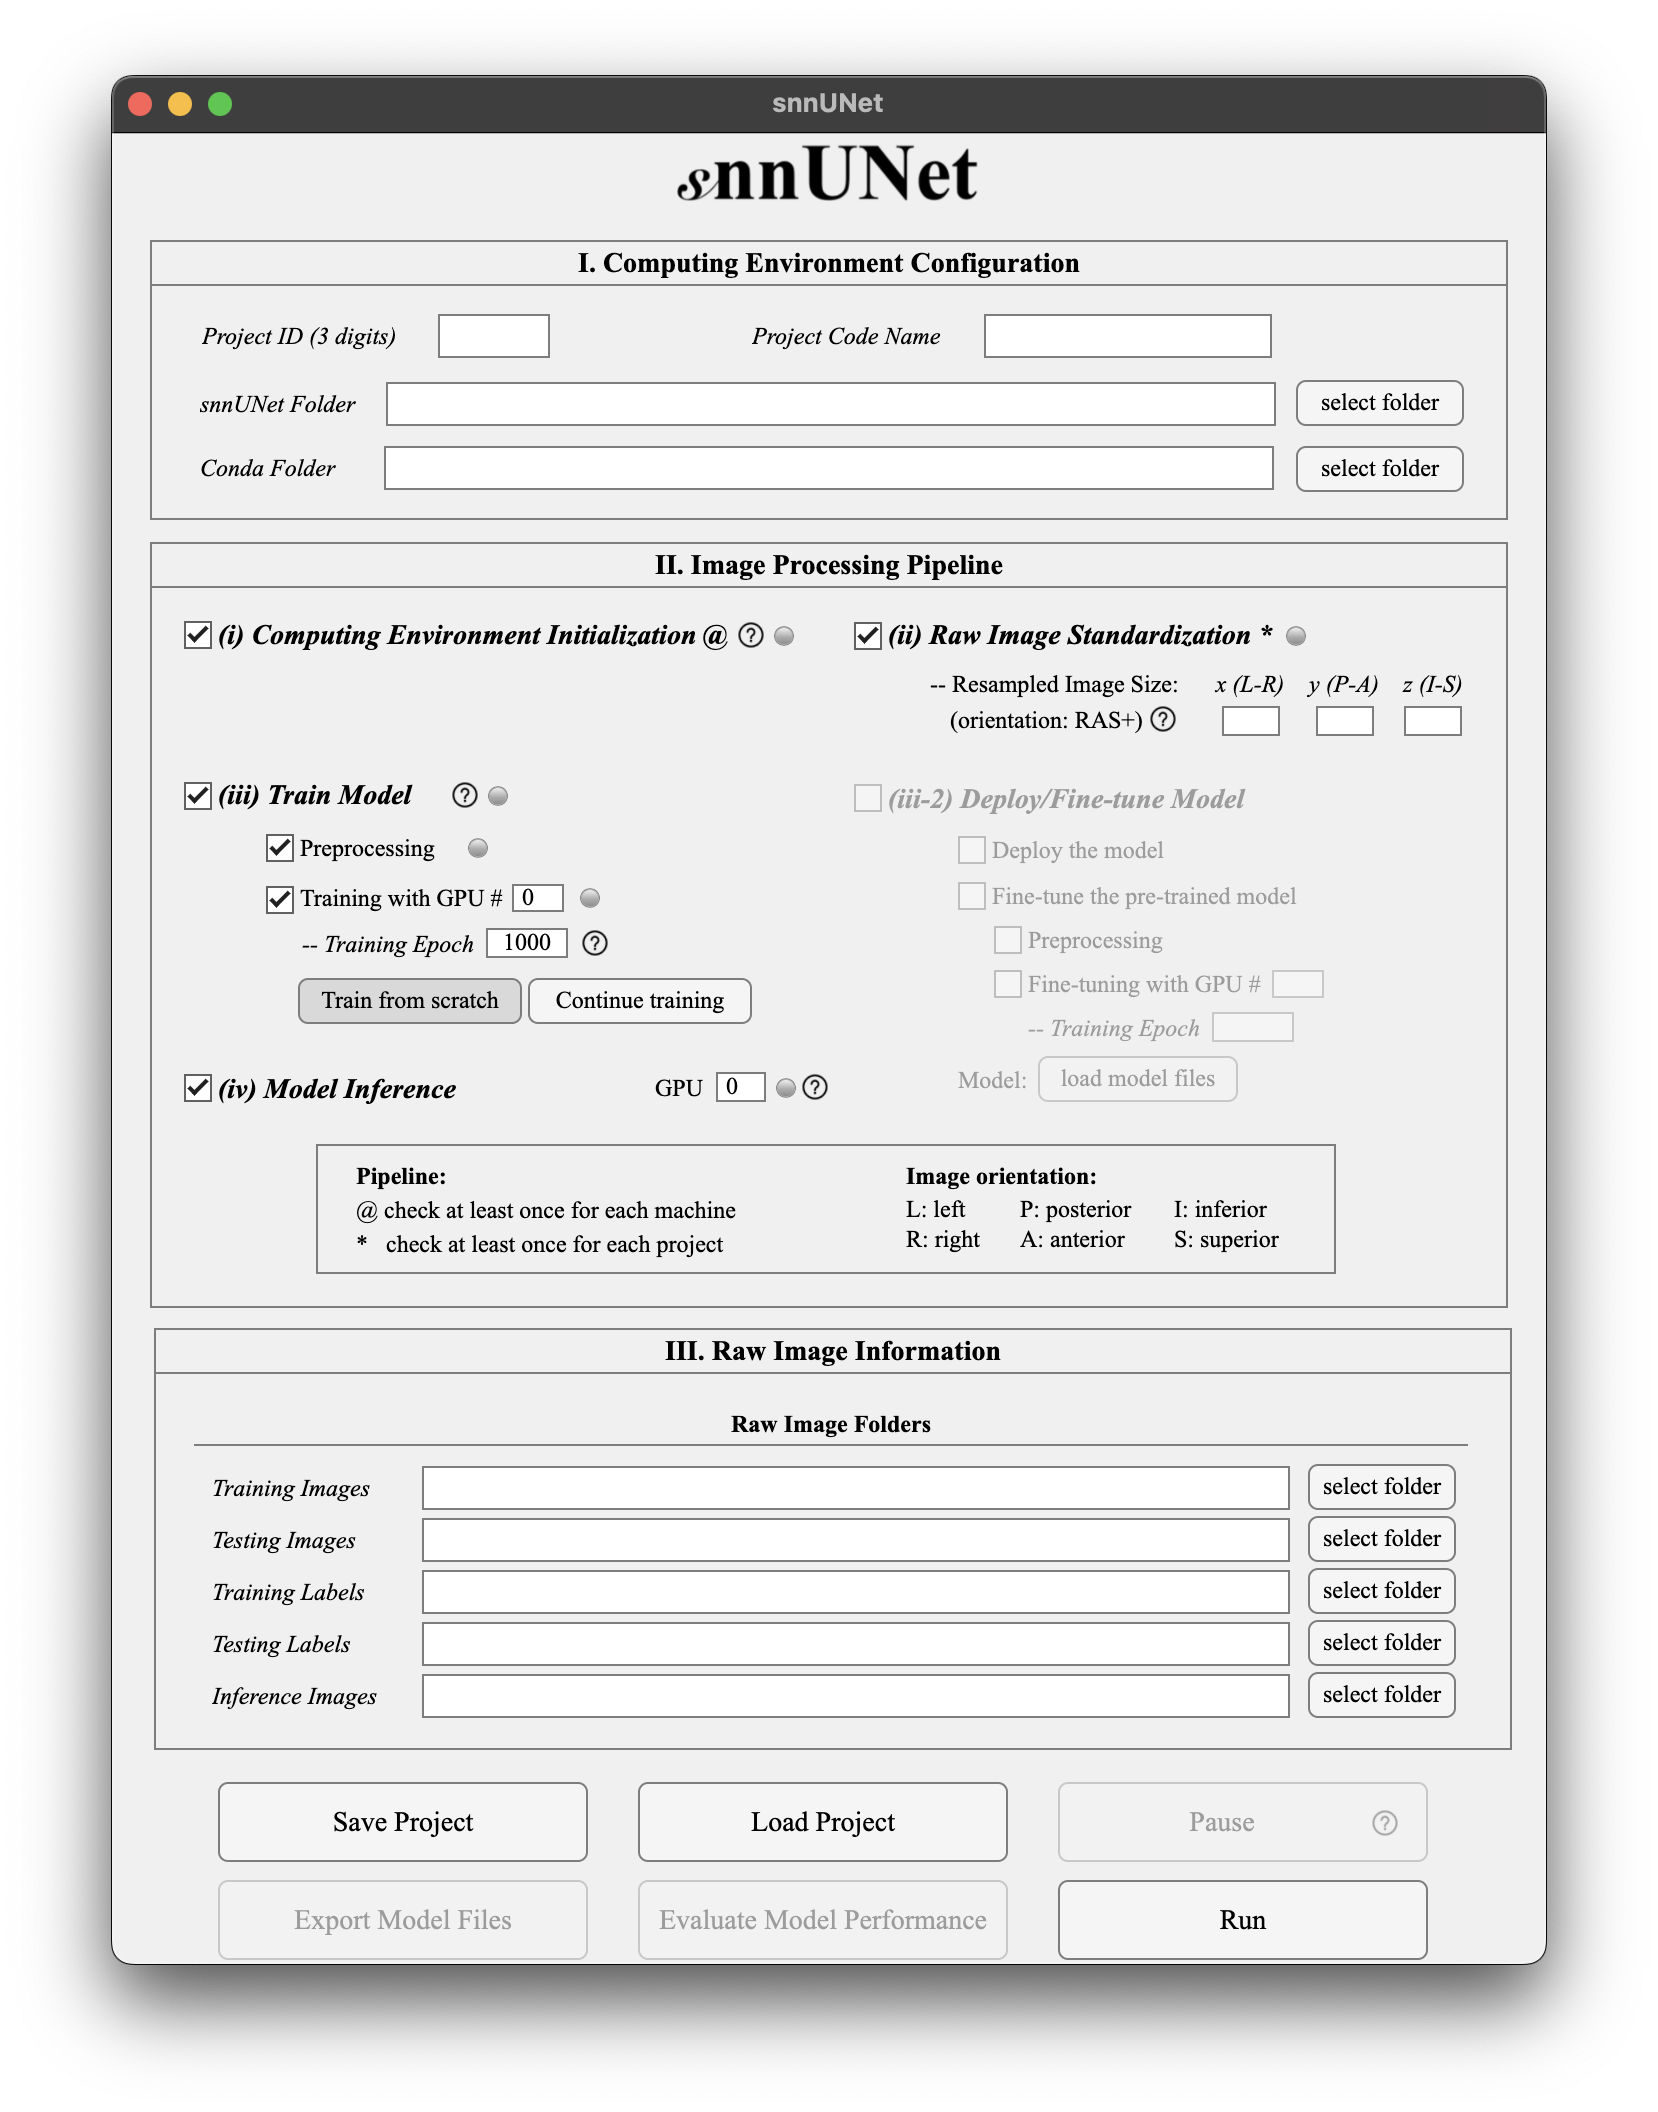 snnUNet
snnUNet
I. Computing Environment Configuration
Project ID (3 digits) Project Code Name
snnUNet Folder select folder
Conda Folder select folder
II. Image Processing Pipeline
(i) Computing Environment Initialization @ ? (ii) Raw Image Standardization *
-- Resampled Image Size: x (L-R) y (P-A) z (I-S)
(orientation: RAS+) ?
(iii) Train Model ? (iii-2) Deploy/Fine-tune Model
Preprocessing Deploy the model
Training with GPU # 0 Fine-tune the pre-trained model
-- Training Epoch 1000 ? Preprocessing
Fine-tuning with GPU #
Train from scratch Continue training
-- Training Epoch
(iv) Model Inference GPU 0 ? Model: load model files
Pipeline: Image orientation:
@ check at least once for each machine L: left P: posterior I: inferior
* check at least once for each project R: right A: anterior S: superior
III. Raw Image Information
Raw Image Folders
Training Images select folder
Testing Images select folder
Training Labels select folder
Testing Labels select folder
Inference Images select folder
Save Project Load Project Pause ?
Export Model Files Evaluate Model Performance Run